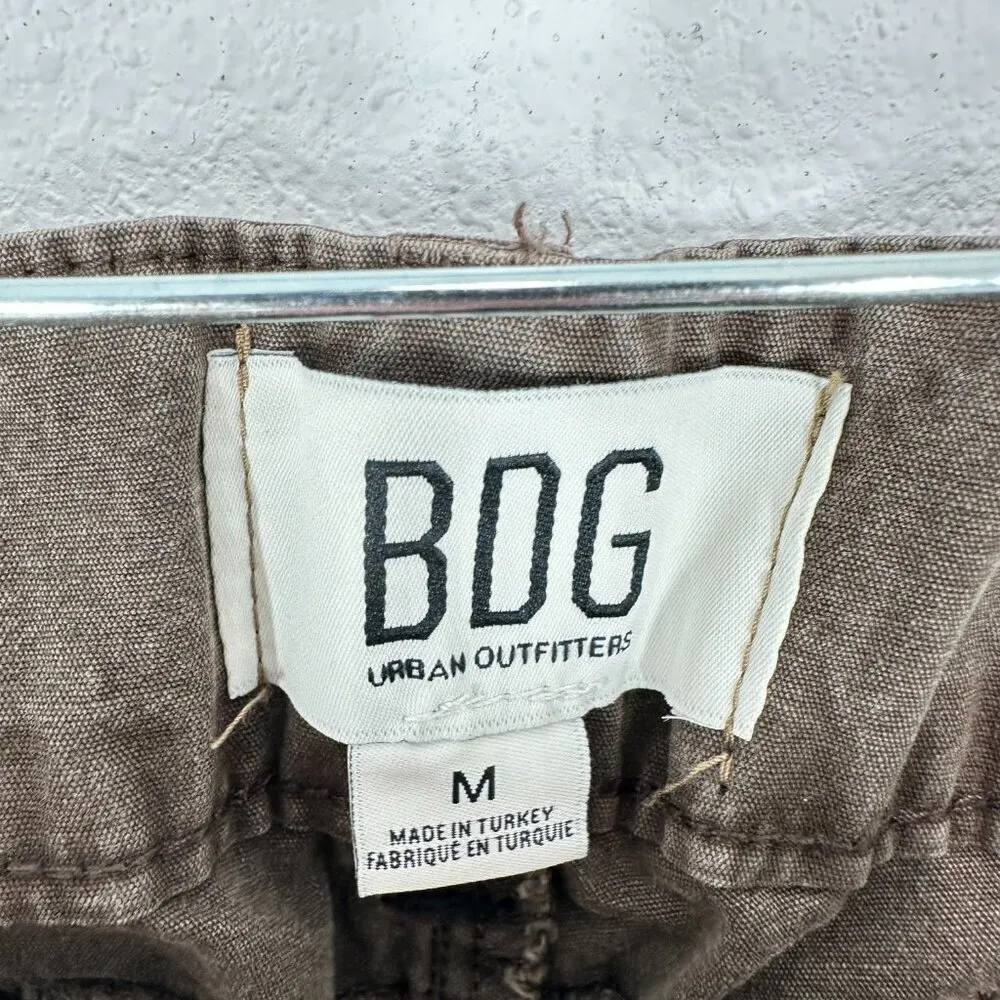 BDG
URBAN OUTFITTERS
M
MADE IN TURKEY
FABRIQUÉ EN TURQUIE